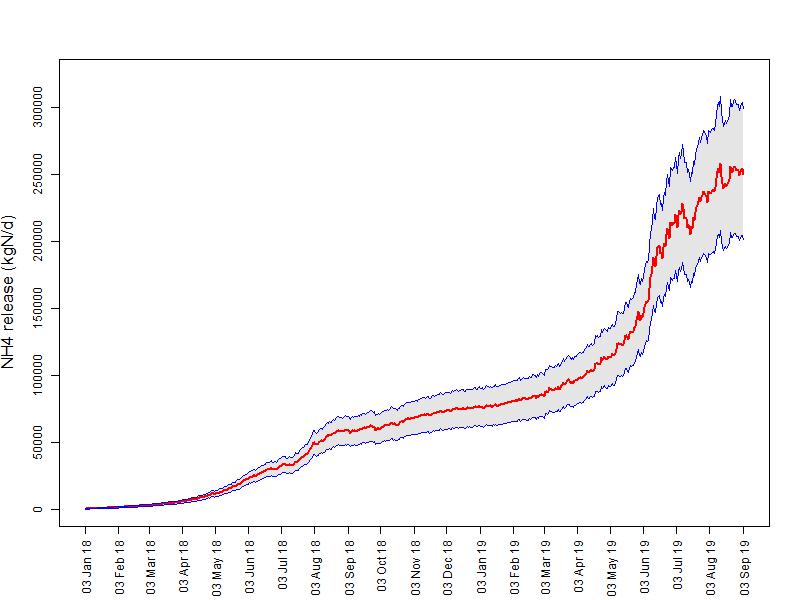 NH4 release (kgN/d)
300000
250000
200000
150000
100000
50000
0
03 Jan 18
03 Feb 18
03 Mar 18
03 Apr 18
03 May 18
03 Jun 18
03 Jul 18
03 Aug 18
03 Sep 18
03 Oct 18
03 Nov 18
03 Dec 18
03 Jan 19
03 Feb 19
03 Mar 19
03 Apr 19
03 May 19
03 Jun 19
03 Jul 19
03 Aug 19
03 Sep 19